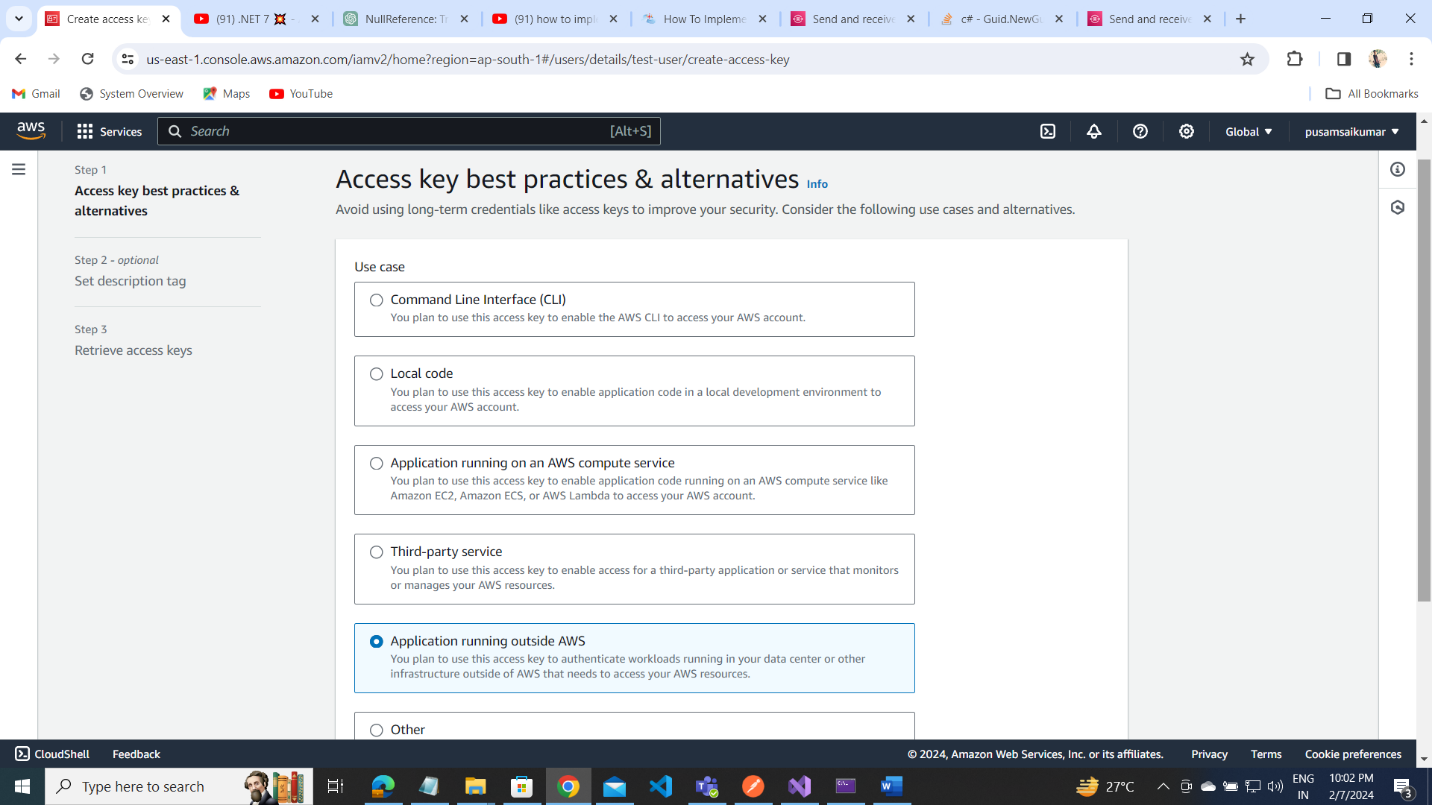 Create access key
(91) .NET 7 💥 -
NullReference: Tr
(91) how to imple
How To Impleme
Send and receive
c# - Guid.NewGu
Send and receive
us-east-1.console.aws.amazon.com/iamv2/home?region=ap-south-1#/users/details/test-user/create-access-key
Gmail
System Overview
Maps
YouTube
All Bookmarks
aws
Services
Search
[Alt+S]
Global
pusamsaikumar
Step 1
Access key best practices &
alternatives
Step 2 - optional
Set description tag
Step 3
Retrieve access keys
Access key best practices & alternatives Info
Avoid using long-term credentials like access keys to improve your security. Consider the following use cases and alternatives.
Use case
Command Line Interface (CLI)
You plan to use this access key to enable the AWS CLI to access your AWS account.
Local code
You plan to use this access key to enable application code in a local development environment to
access your AWS account.
Application running on an AWS compute service
You plan to use this access key to enable application code running on an AWS compute service like
Amazon EC2, Amazon ECS, or AWS Lambda to access your AWS account.
Third-party service
You plan to use this access key to enable access for a third-party application or service that monitors
or manages your AWS resources.
Application running outside AWS
You plan to use this access key to authenticate workloads running in your data center or other
infrastructure outside of AWS that needs to access your AWS resources.
Other
CloudShell
Feedback
© 2024, Amazon Web Services, Inc. or its affiliates.
Privacy
Terms
Cookie preferences
Type here to search
27°C
ENG
IN
10:02 PM
2/7/2024
3